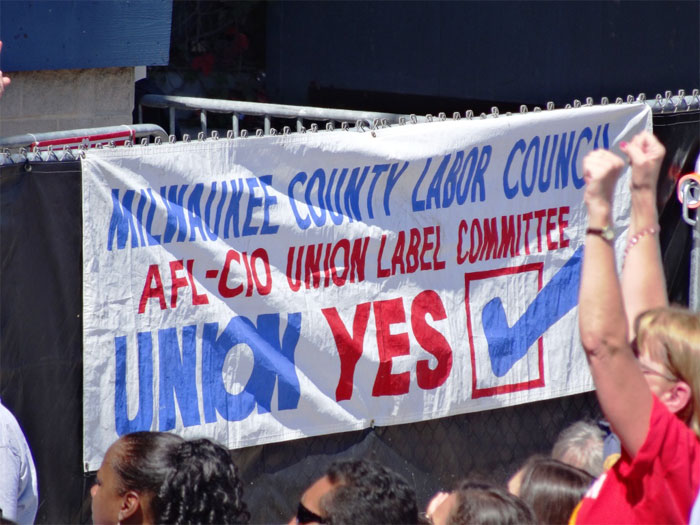 MILWAUKEE COUNTY LABOR COUNCIL
AFL-CIO UNION LABEL COMMITTEE
UNION YES